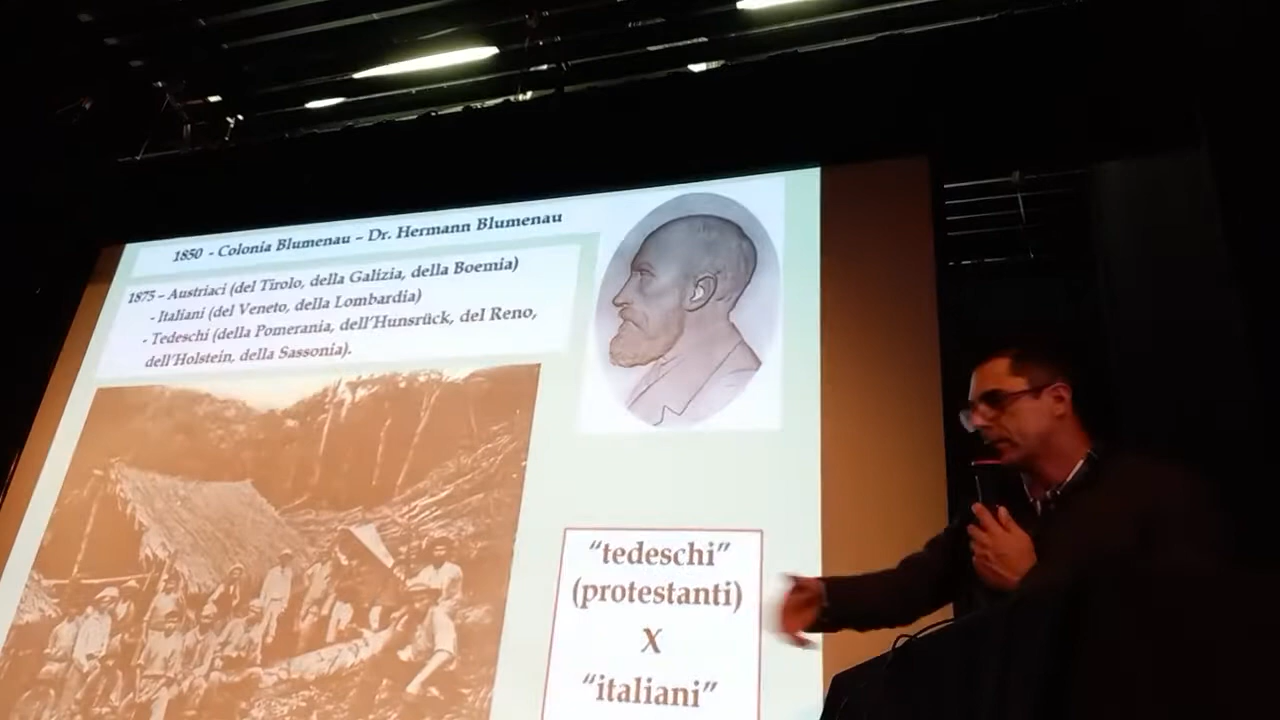 1850 - Colonia Blumenau – Dr. Hermann Blumenau
1875 – Austriaci (del Tirolo, della Galizia, della Boemia)
- Italiani (del Veneto, della Lombardia)
- Tedeschi (della Pomerania, dell'Hunsrück, del Reno,
dell'Holstein, della Sassonia).
“tedeschi”
(protestanti)
X
“italiani”